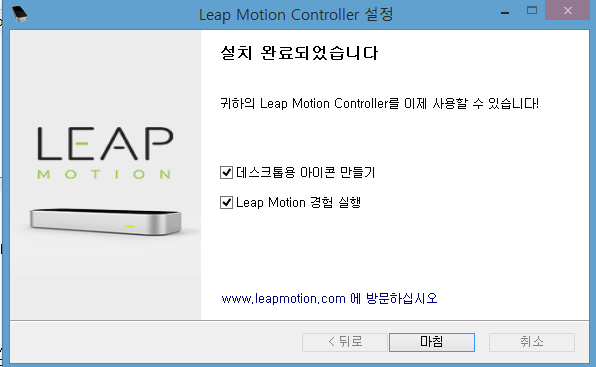 Leap Motion Controller 설정
설치 완료되었습니다
귀하의 Leap Motion Controller를 이제 사용할 수 있습니다!
LEAP
MOTION
데스크톱용 아이콘 만들기
Leap Motion 경험 실행
www.leapmotion.com 에 방문하십시오
< 뒤로
마침
취소